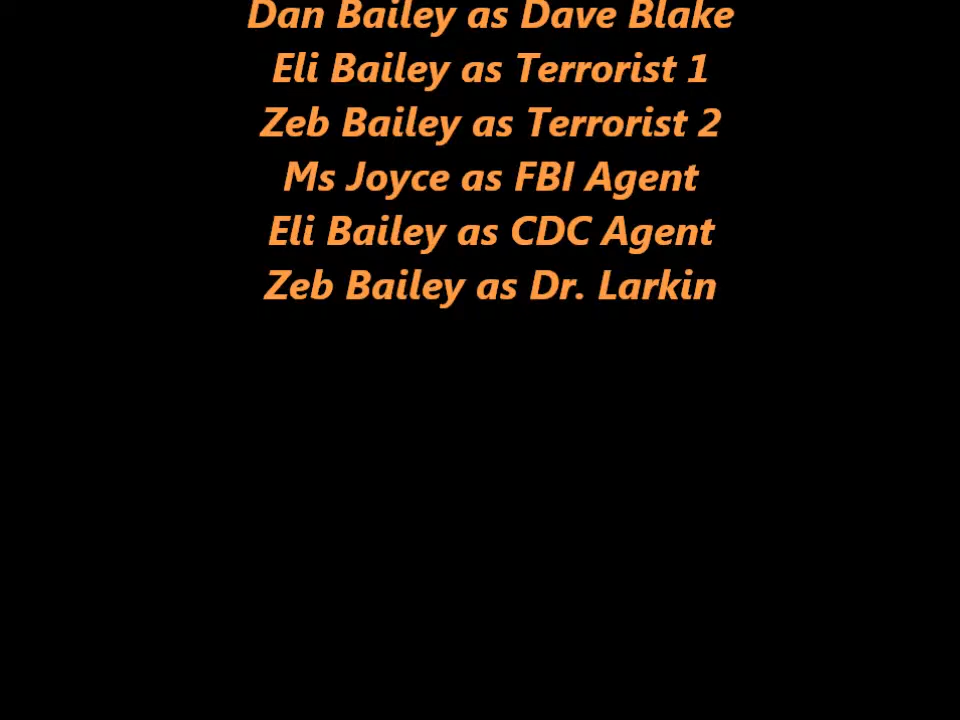 Dan Bailey as Dave Blake
Eli Bailey as Terrorist 1
Zeb Bailey as Terrorist 2
Ms Joyce as FBI Agent
Eli Bailey as CDC Agent
Zeb Bailey as Dr. Larkin